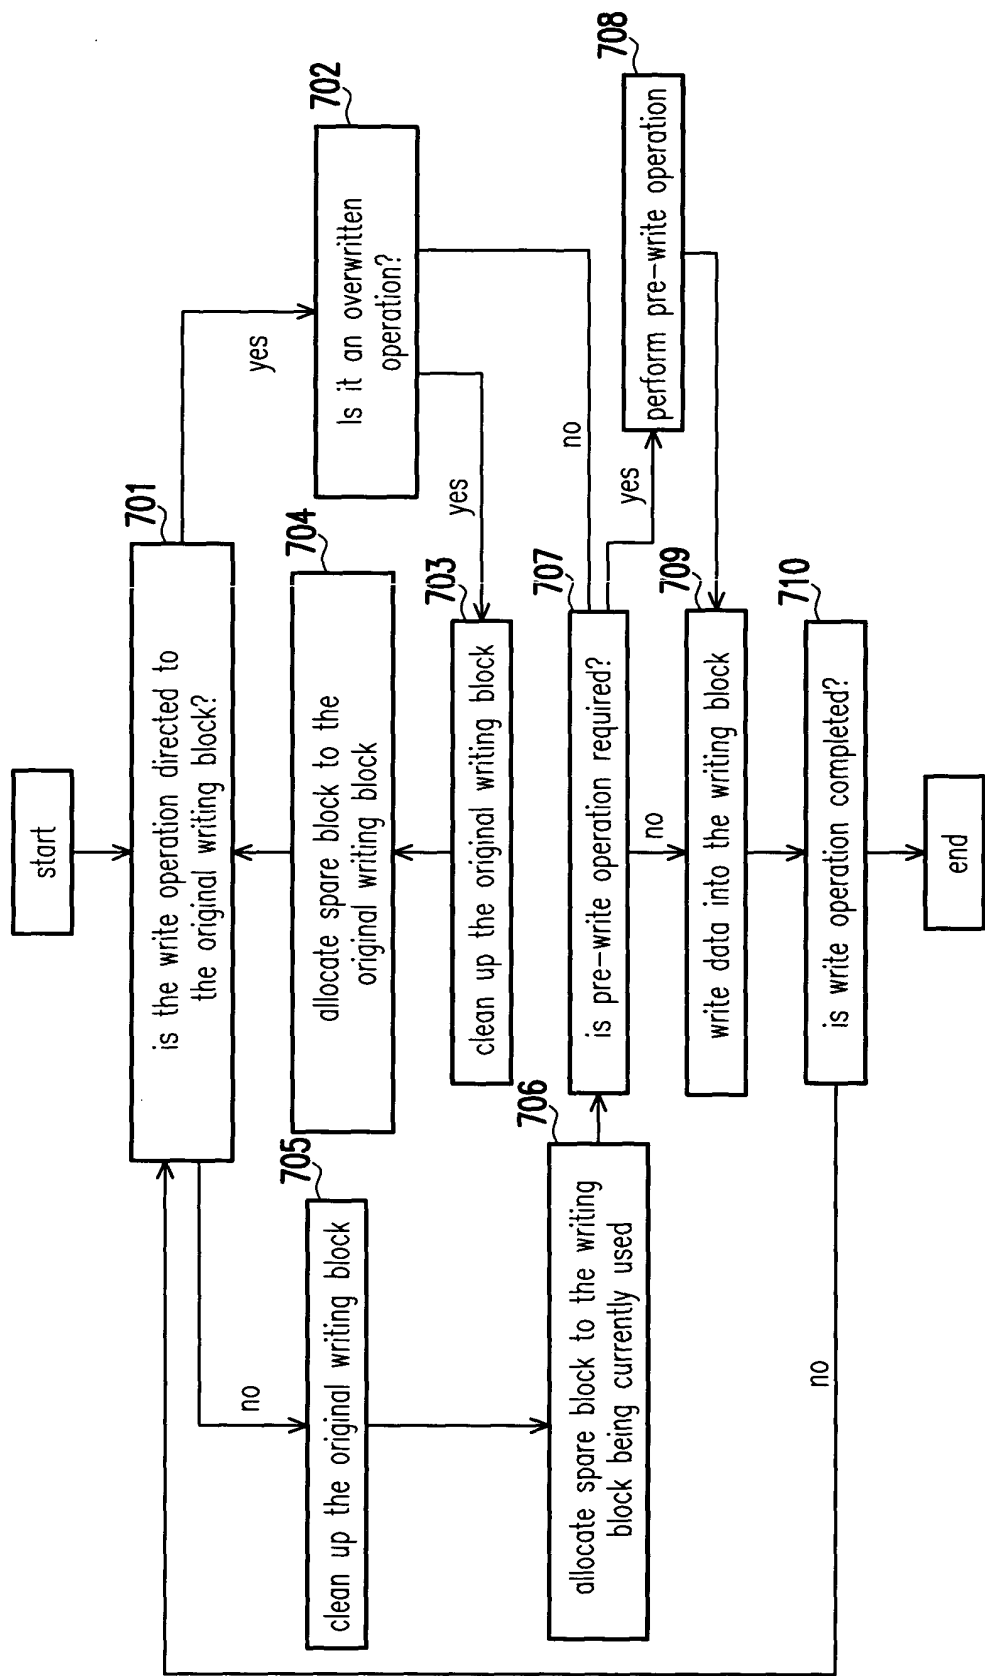 start
701
is the write operation directed to
the original writing block?
yes
702
Is it an overwritten
operation?
704
allocate spare block to the
original writing block
yes
703
clean up the original writing block
no
705
clean up the original writing block
706
allocate spare block to the writing
block being currently used
no
707
is pre-write operation required?
yes
708
perform pre-write operation
no
709
write data into the writing block
710
is write operation completed?
no
end